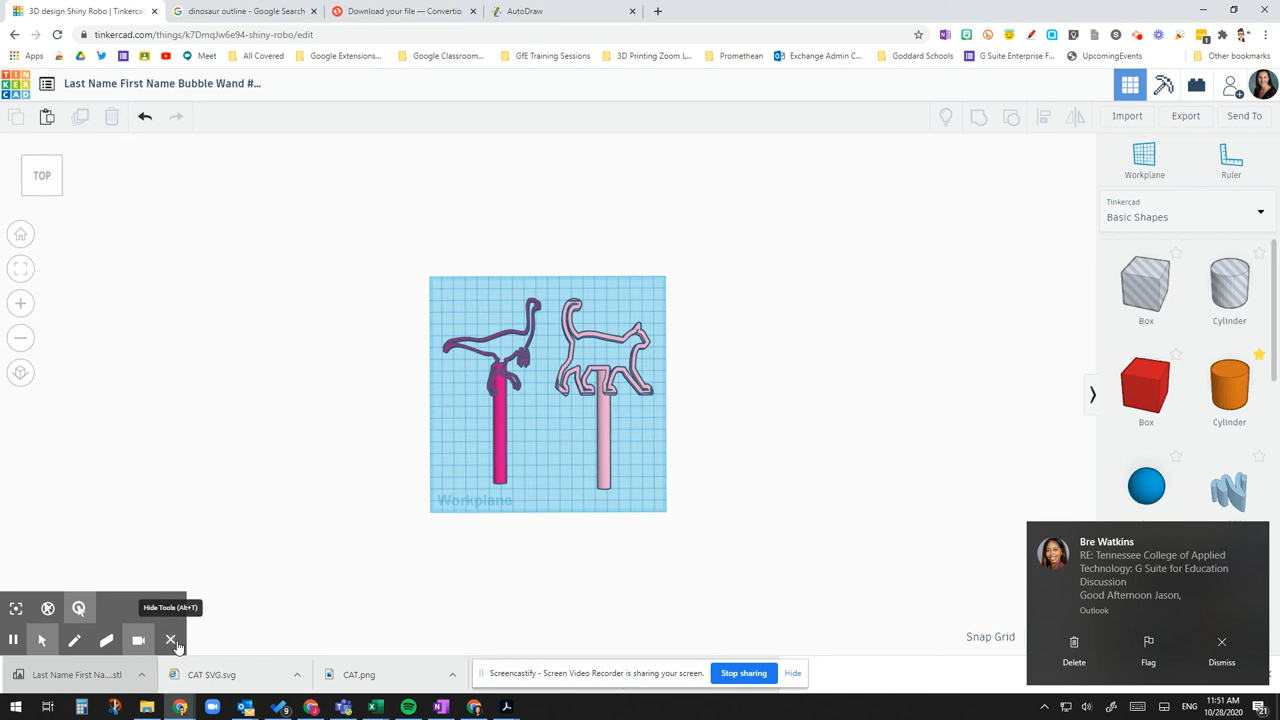 3D design Shiny Robo | Tinkerca
dinosaur outline - Google Search
Download your file — Convertio
AutoDraw
tinkercad.com/things/k7DmqJw6e94-shiny-robo/edit
Apps
Meet
All Covered
Google Extensions...
Google Classroom...
GfE Training Sessions
3D Printing Zoom L...
Promethean
Exchange Admin C...
Goddard Schools
G Suite Enterprise F...
UpcomingEvents
Other bookmarks
TIN
KER
CAD
Last Name First Name Bubble Wand #...
Import
Export
Send To
TOP
Workplane
Ruler
Tinkercad
Basic Shapes
Box
Cylinder
Box
Cylinder
Workplane
Bre Watkins
RE: Tennessee College of Applied
Technology: G Suite for Education
Discussion
Good Afternoon Jason,
Outlook
Delete
Flag
Dismiss
Snap Grid
Hide Tools (Alt+T)
Last Name First Na....stl
CAT SVG.svg
CAT.png
Screencastify - Screen Video Recorder is sharing your screen.
Stop sharing
Hide
ENG
11:51 AM
10/28/2020
21